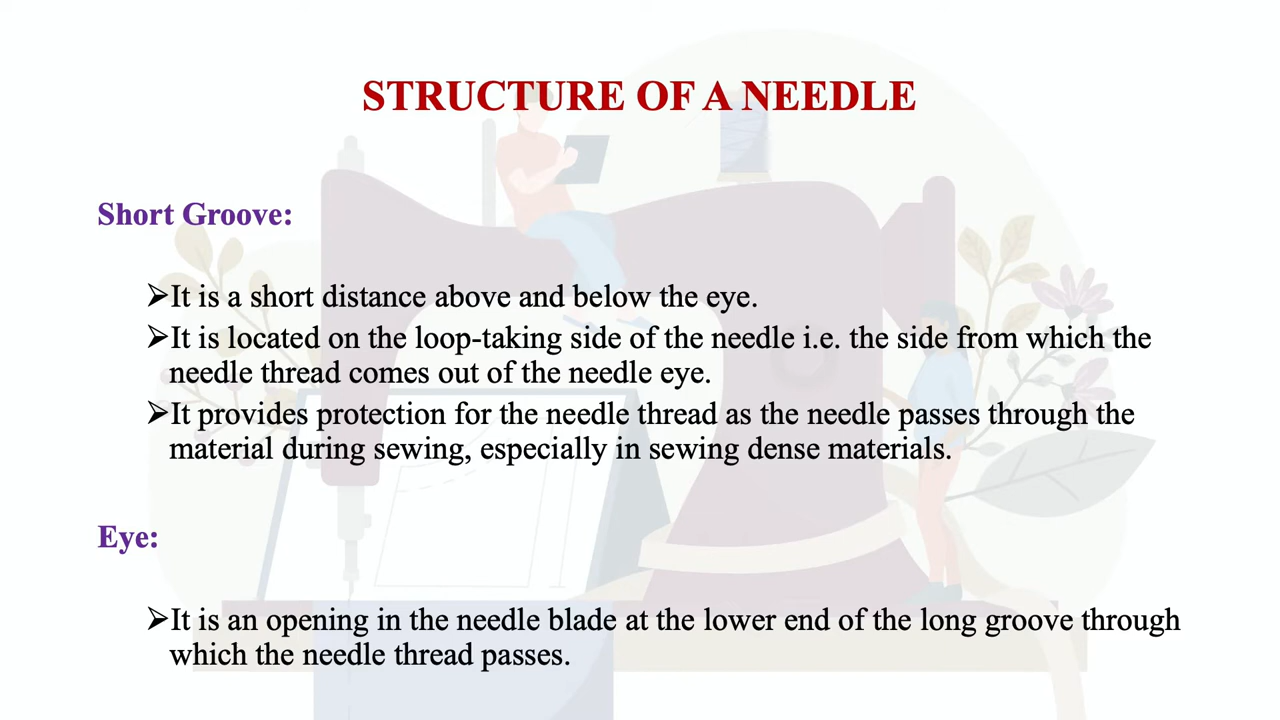 STRUCTURE OF A NEEDLE
Short Groove:
➢It is a short distance above and below the eye.
➢It is located on the loop-taking side of the needle i.e. the side from which the
needle thread comes out of the needle eye.
➢It provides protection for the needle thread as the needle passes through the
material during sewing, especially in sewing dense materials.
Eye:
➢It is an opening in the needle blade at the lower end of the long groove through
which the needle thread passes.